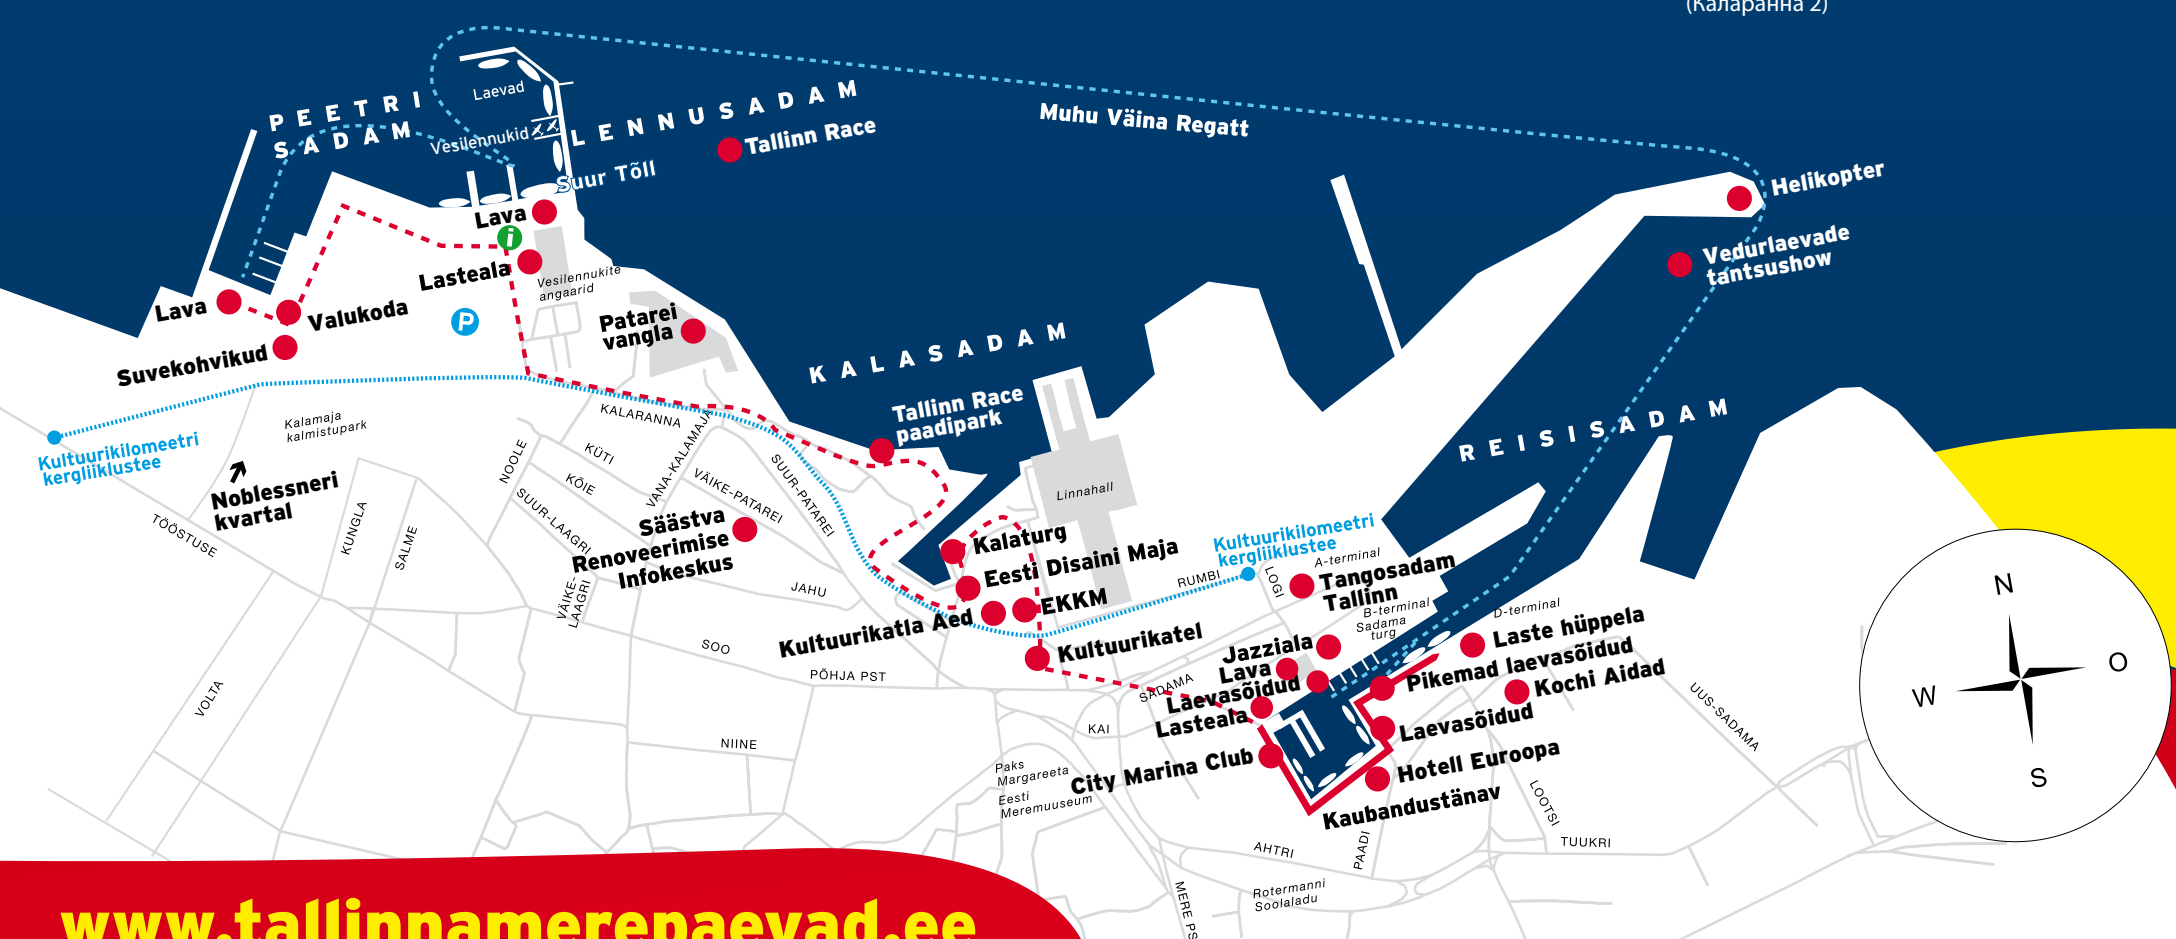 (Каларанна 2)
PEETRI
SADAM
Laevad
Vesilennukid
LENNUSADAM
Suur Tõll
Tallinn Race
Muhu Väina Regatt
Helikopter
Vedurlaevade
tantsushow
Lava
i
Lasteala
Vesilennukite
angaarid
Lava
Valukoda
P
Patarei
vangla
Suvekohvikud
KALASADAM
Tallinn Race
paadipark
REISISADAM
Kultuurikilomeetri
kergliiklustee
Kalamaja
kalmistupark
Noblessneri
kvartal
KALARANNA
NOOLE
KÜTI
KÖIE
VANA-KALAMAJA
VÄIKE-PATAREI
SUUR-PATAREI
SUUR-LAAGRI
VÄIKE-
LAAGRI
TÖÖSTUSE
KUNGLA
SALME
Säästva
Renoveerimise
Infokeskus
Linnahall
Kalaturg
Eesti Disaini Maja
EKKM
Kultuurikatla Aed
Kultuurikatel
Kultuurikilomeetri
kergliiklustee
RUMBI
LOGI
A-terminal
Tangosadam
Tallinn
B-terminal
Sadama
turg
D-terminal
Laste hüppela
Pikemad laevasõidud
Kochi Aidad
Jazziala
Lava
Laevasõidud
Lasteala
SADAMA
JAHU
SOO
PÕHJA PST
VOLTA
NIINE
KAI
City Marina Club
Laevasõidud
Hotell Euroopa
Kaubandustänav
Paks
Margareeta
Eesti
Meremuuseum
UUS-SADAMA
LOOTSI
TUUKRI
PAADI
AHTRI
Rotermanni
Soolaladu
MERE PS
N
O
W
S
www.tallinnamerepaevad.ee